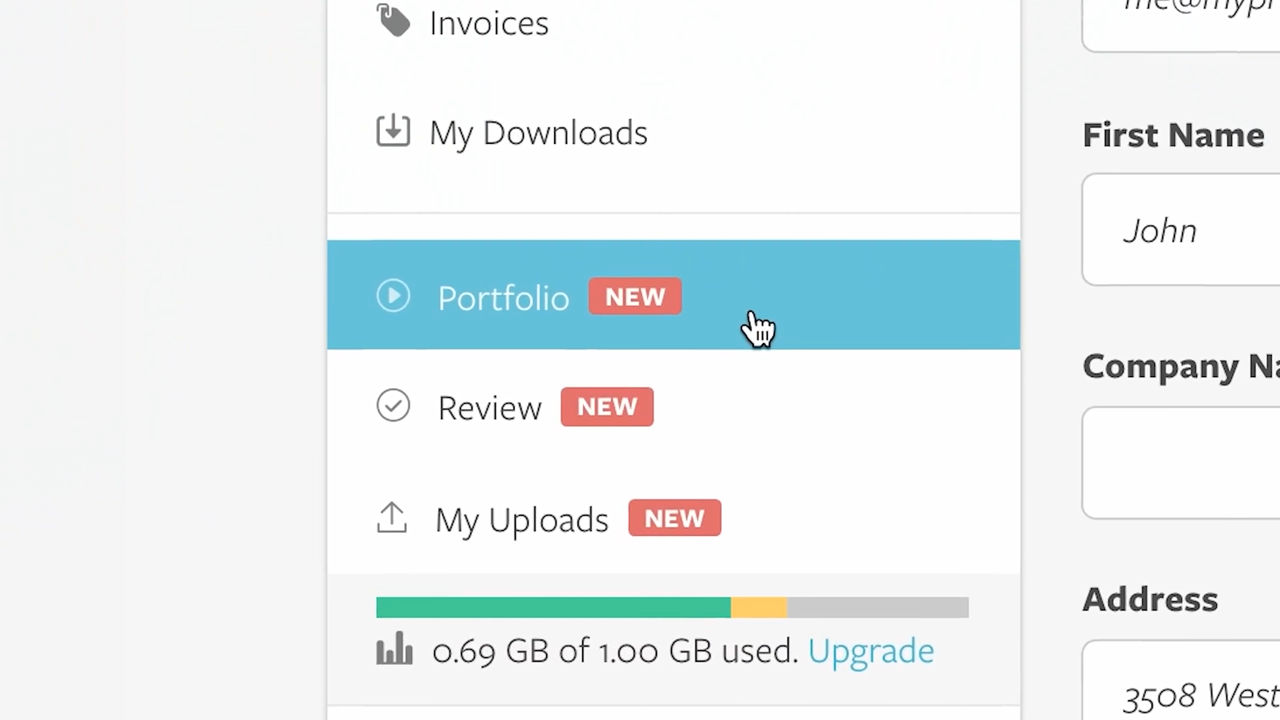 Invoices
My Downloads
Portfolio NEW
Review NEW
My Uploads NEW
0.69 GB of 1.00 GB used. Upgrade
First Name
John
Company
Address
3508 West